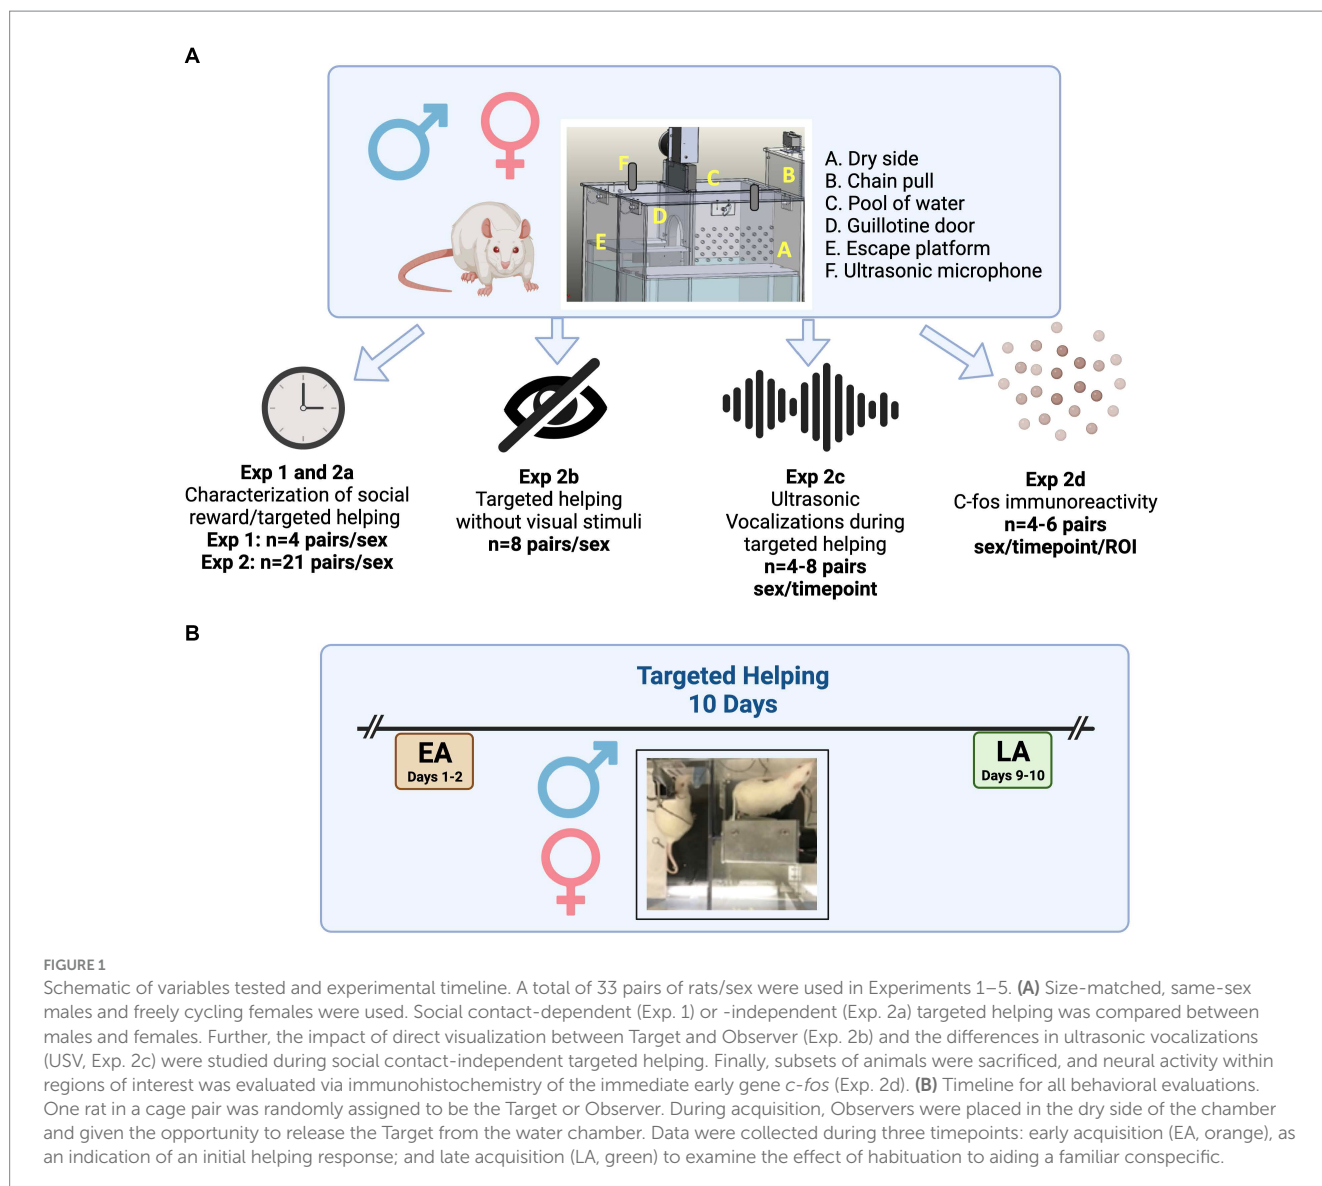 A
F
C
B
D
E
A
A. Dry side
B. Chain pull
C. Pool of water
D. Guillotine door
E. Escape platform
F. Ultrasonic microphone
Exp 1 and 2a
Characterization of social
reward/targeted helping
Exp 1: n=4 pairs/sex
Exp 2: n=21 pairs/sex
Exp 2b
Targeted helping
without visual stimuli
n=8 pairs/sex
Exp 2c
Ultrasonic
Vocalizations during
targeted helping
n=4-8 pairs
sex/timepoint
Exp 2d
C-fos immunoreactivity
n=4-6 pairs
sex/timepoint/ROI
B
Targeted Helping
10 Days
EA
Days 1-2
LA
Days 9-10
FIGURE 1
Schematic of variables tested and experimental timeline. A total of 33 pairs of rats/sex were used in Experiments 1–5. (A) Size-matched, same-sex
males and freely cycling females were used. Social contact-dependent (Exp. 1) or -independent (Exp. 2a) targeted helping was compared between
males and females. Further, the impact of direct visualization between Target and Observer (Exp. 2b) and the differences in ultrasonic vocalizations
(USV, Exp. 2c) were studied during social contact-independent targeted helping. Finally, subsets of animals were sacrificed, and neural activity within
regions of interest was evaluated via immunohistochemistry of the immediate early gene c-fos (Exp. 2d). (B) Timeline for all behavioral evaluations.
One rat in a cage pair was randomly assigned to be the Target or Observer. During acquisition, Observers were placed in the dry side of the chamber
and given the opportunity to release the Target from the water chamber. Data were collected during three timepoints: early acquisition (EA, orange), as
an indication of an initial helping response; and late acquisition (LA, green) to examine the effect of habituation to aiding a familiar conspecific.